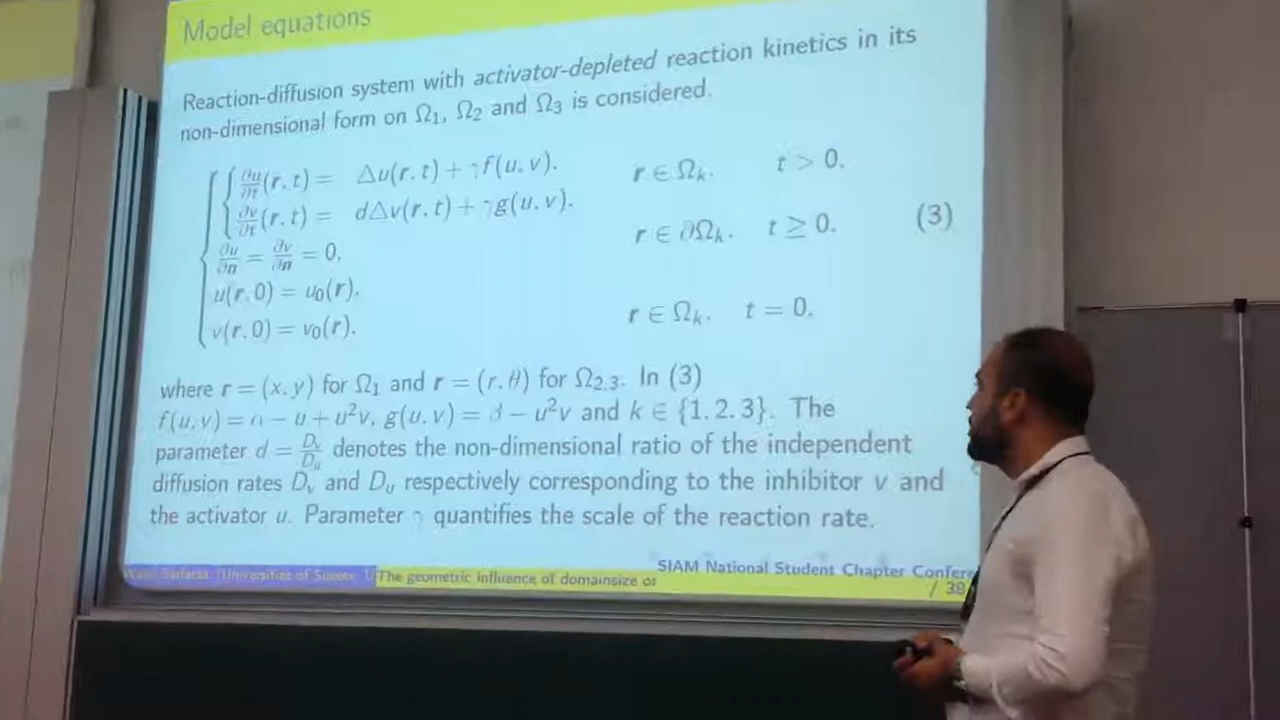 Model equations
Reaction-diffusion system with activator-depleted reaction kinetics in its
non-dimensional form on Ω₁, Ω₂ and Ω₃ is considered.
∂u/∂t (r, t) = Δu(r, t) + γf(u, v), r ∈ Ωₖ, t > 0,
∂v/∂t (r, t) = dΔv(r, t) + γg(u, v),
∂u/∂n = ∂v/∂n = 0, r ∈ ∂Ωₖ, t ≥ 0, (3)
u(r, 0) = u₀(r),
v(r, 0) = v₀(r). r ∈ Ωₖ, t = 0,
where r = (x, y) for Ω₁ and r = (r, θ) for Ω₂,₃. In (3)
f(u, v) = α − u + u²v, g(u, v) = β − u²v and k ∈ {1, 2, 3}. The
parameter d = Dᵥ/Dᵤ denotes the non-dimensional ratio of the independent
diffusion rates Dᵥ and Dᵤ respectively corresponding to the inhibitor v and
the activator u. Parameter γ quantifies the scale of the reaction rate.
Sarfaraz The geometric influence of domainsize or SIAM National Student Chapter Confere
/ 38